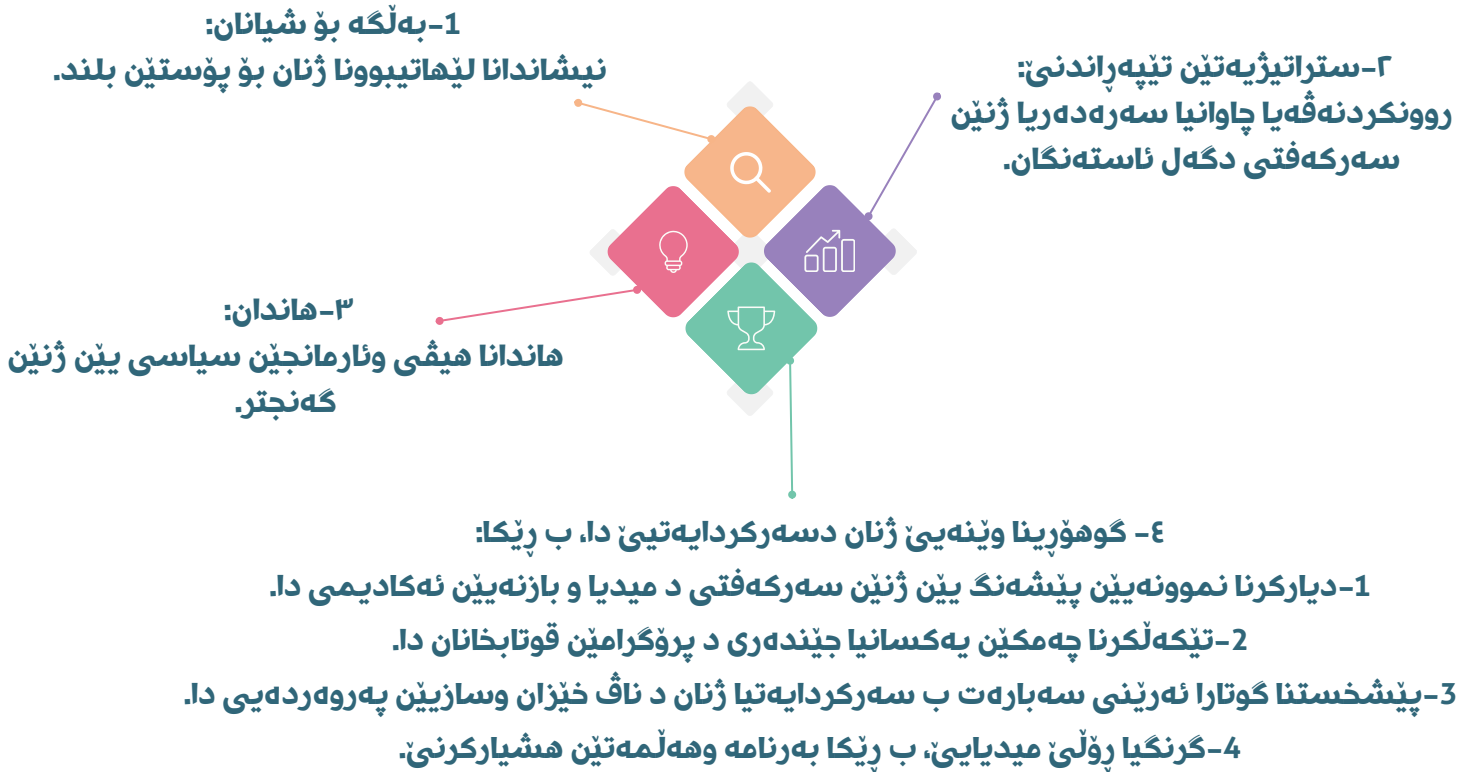 1-بەڵگە بۆ شیانان:
نیشاندانا لێهاتیبوونا ژنان بۆ پۆستێن بلند.
٢-ستراتیژیەتێن تێپەڕاندنێ:
روونکردنەڤەیا چاوانیا سەرەدەریا ژنێن
سەرکەفتی دگەل ئاستەنگان.
٣-هاندان:
هاندانا هیڤی وئارمانجێن سیاسی یێن ژنێن
گەنجتر.
٤- گوهۆڕینا وێنەیێ ژنان دسەرکردایەتیێ دا، ب ڕێکا:
1-دیارکرنا نموونەیێن پێشەنگ یێن ژنێن سەرکەفتی د میدیا و بازنەیێن ئەکادیمی دا.
2-تێکەڵکرنا چەمکێن یەکسانیا جێندەری د پرۆگرامێن قوتابخانان دا.
3-پێشخستنا گوتارا ئەرێنی سەبارەت ب سەرکردایەتیا ژنان د ناڤ خێزان وسازیێن پەروەردەیی دا.
4-گرنگیا ڕۆڵێ میدیایێ، ب ڕێکا بەرنامە وهەڵمەتێن هشیارکرنێ.